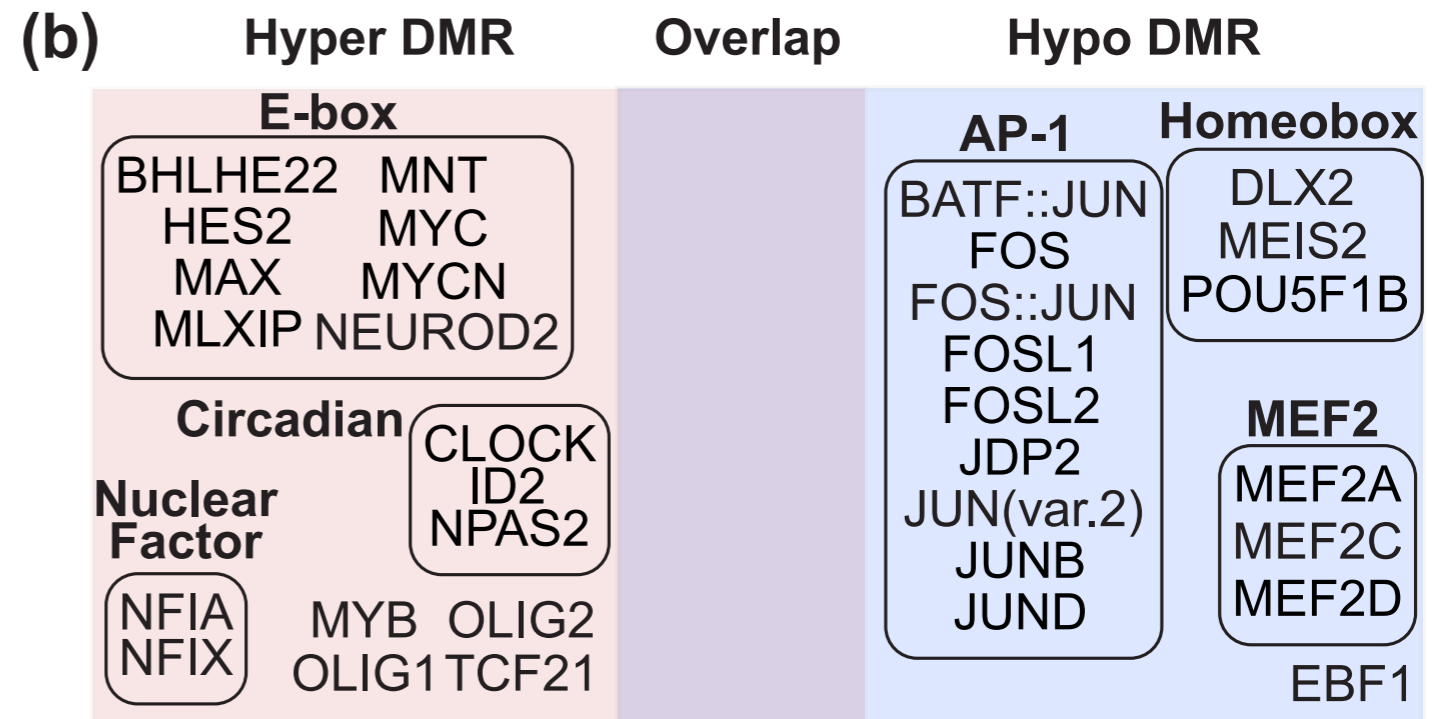 (b) Hyper DMR Overlap Hypo DMR
E-box
BHLHE22 MNT
HES2 MYC
MAX MYCN
MLXIP NEUROD2
Circadian
CLOCK
ID2
NPAS2
Nuclear
Factor
NFIA
NFIX
MYB OLIG2
OLIG1 TCF21
AP-1
BATF::JUN
FOS
FOS::JUN
FOSL1
FOSL2
JDP2
JUN(var.2)
JUNB
JUND
Homeobox
DLX2
MEIS2
POU5F1B
MEF2
MEF2A
MEF2C
MEF2D
EBF1